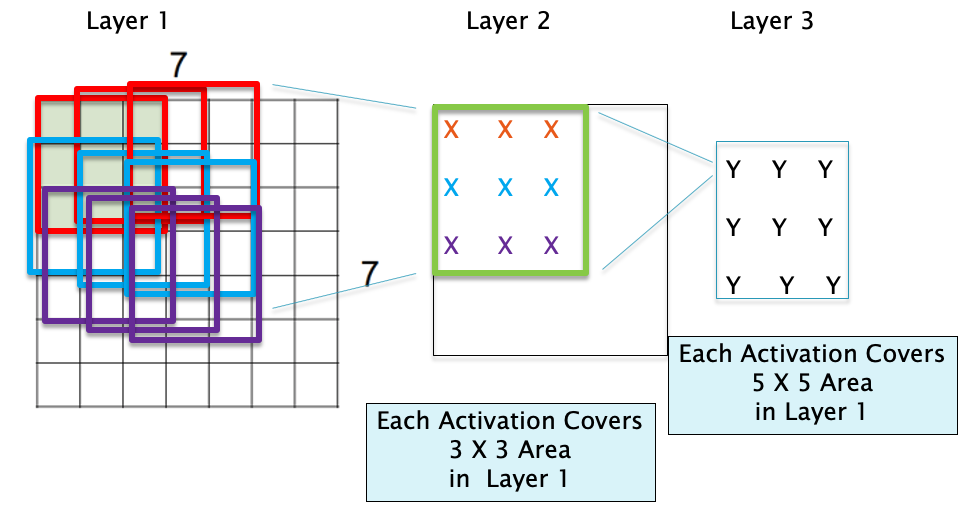 Layer 1
Layer 2
Layer 3
7
7
X X X
X X X
X X X
Y Y Y
Y Y Y
Y Y Y
Each Activation Covers
3 X 3 Area
in Layer 1
Each Activation Covers
5 X 5 Area
in Layer 1